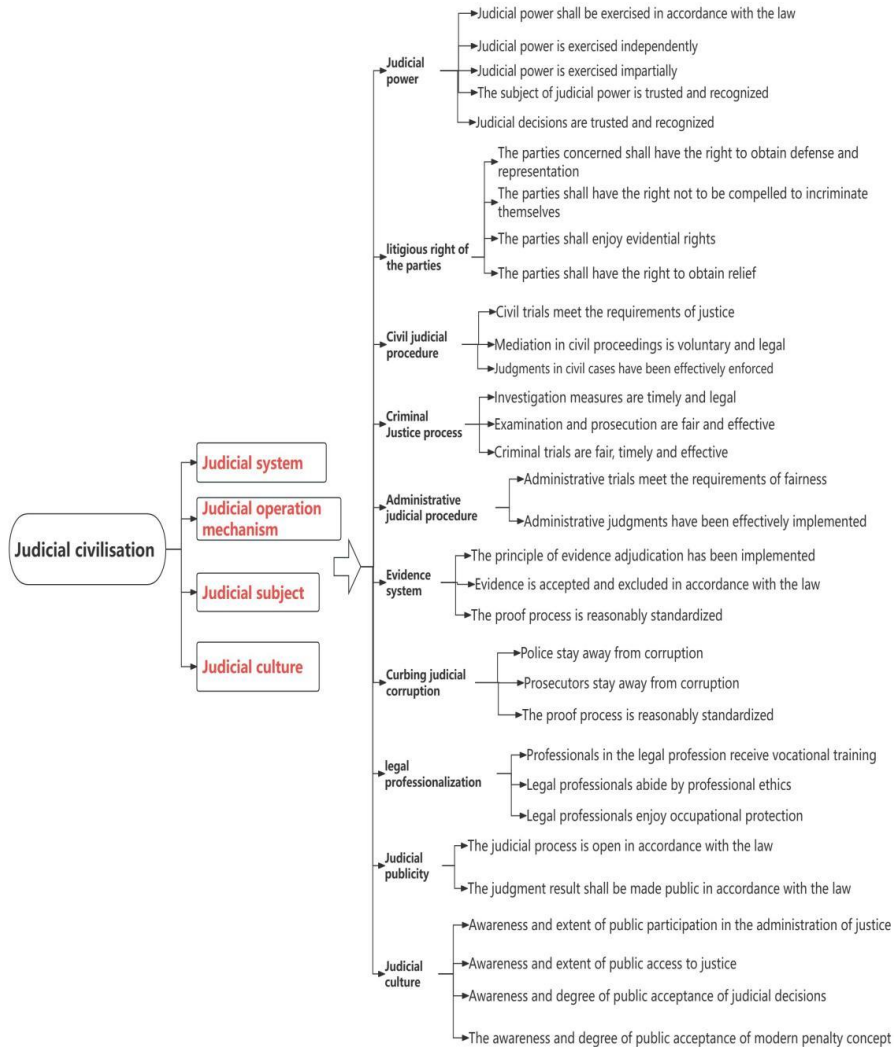 Judicial civilisation
Judicial system
Judicial operation
mechanism
Judicial subject
Judicial culture
Judicial
power
Judicial power shall be exercised in accordance with the law
Judicial power is exercised independently
Judicial power is exercised impartially
The subject of judicial power is trusted and recognized
Judicial decisions are trusted and recognized
litigious right of
the parties
The parties concerned shall have the right to obtain defense and
representation
The parties shall have the right not to be compelled to incriminate
themselves
The parties shall enjoy evidential rights
The parties shall have the right to obtain relief
Civil judicial
procedure
Civil trials meet the requirements of justice
Mediation in civil proceedings is voluntary and legal
Judgments in civil cases have been effectively enforced
Criminal
Justice process
Investigation measures are timely and legal
Examination and prosecution are fair and effective
Criminal trials are fair, timely and effective
Administrative
judicial procedure
Administrative trials meet the requirements of fairness
Administrative judgments have been effectively implemented
Evidence
system
The principle of evidence adjudication has been implemented
Evidence is accepted and excluded in accordance with the law
The proof process is reasonably standardized
Curbing judicial
corruption
Police stay away from corruption
Prosecutors stay away from corruption
The proof process is reasonably standardized
legal
professionalization
Professionals in the legal profession receive vocational training
Legal professionals abide by professional ethics
Legal professionals enjoy occupational protection
Judicial
publicity
The judicial process is open in accordance with the law
The judgment result shall be made public in accordance with the law
Judicial
culture
Awareness and extent of public participation in the administration of justice
Awareness and extent of public access to justice
Awareness and degree of public acceptance of judicial decisions
The awareness and degree of public acceptance of modern penalty concept